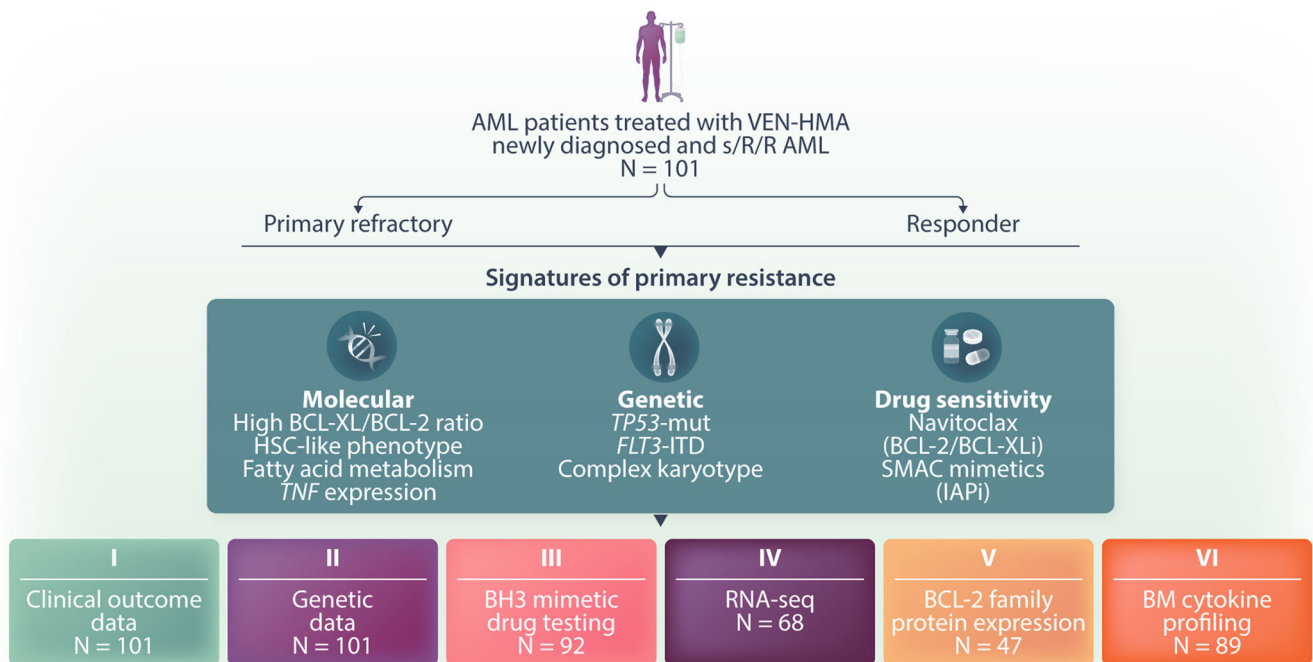 AML patients treated with VEN-HMA
newly diagnosed and s/R/R AML
N = 101
Primary refractory
Responder
Signatures of primary resistance
Molecular
High BCL-XL/BCL-2 ratio
HSC-like phenotype
Fatty acid metabolism
TNF expression
Genetic
TP53-mut
FLT3-ITD
Complex karyotype
Drug sensitivity
Navitoclax
(BCL-2/BCL-XLi)
SMAC mimetics
(IAPi)
I
Clinical outcome
data
N = 101
II
Genetic
data
N = 101
III
BH3 mimetic
drug testing
N = 92
IV
RNA-seq
N = 68
V
BCL-2 family
protein expression
N = 47
VI
BM cytokine
profiling
N = 89